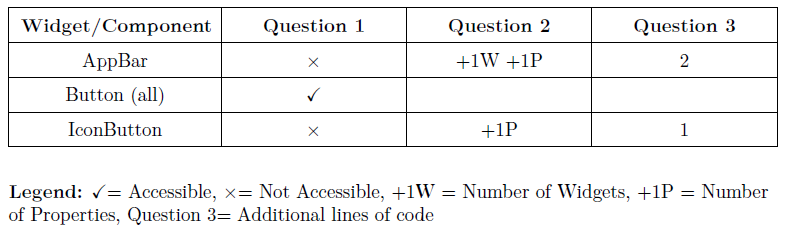 Widget/Component Question 1 Question 2 Question 3
AppBar × +1W +1P 2
Button (all) ✓
IconButton × +1P 1
Legend: ✓= Accessible, ×= Not Accessible, +1W = Number of Widgets, +1P = Number
of Properties, Question 3= Additional lines of code